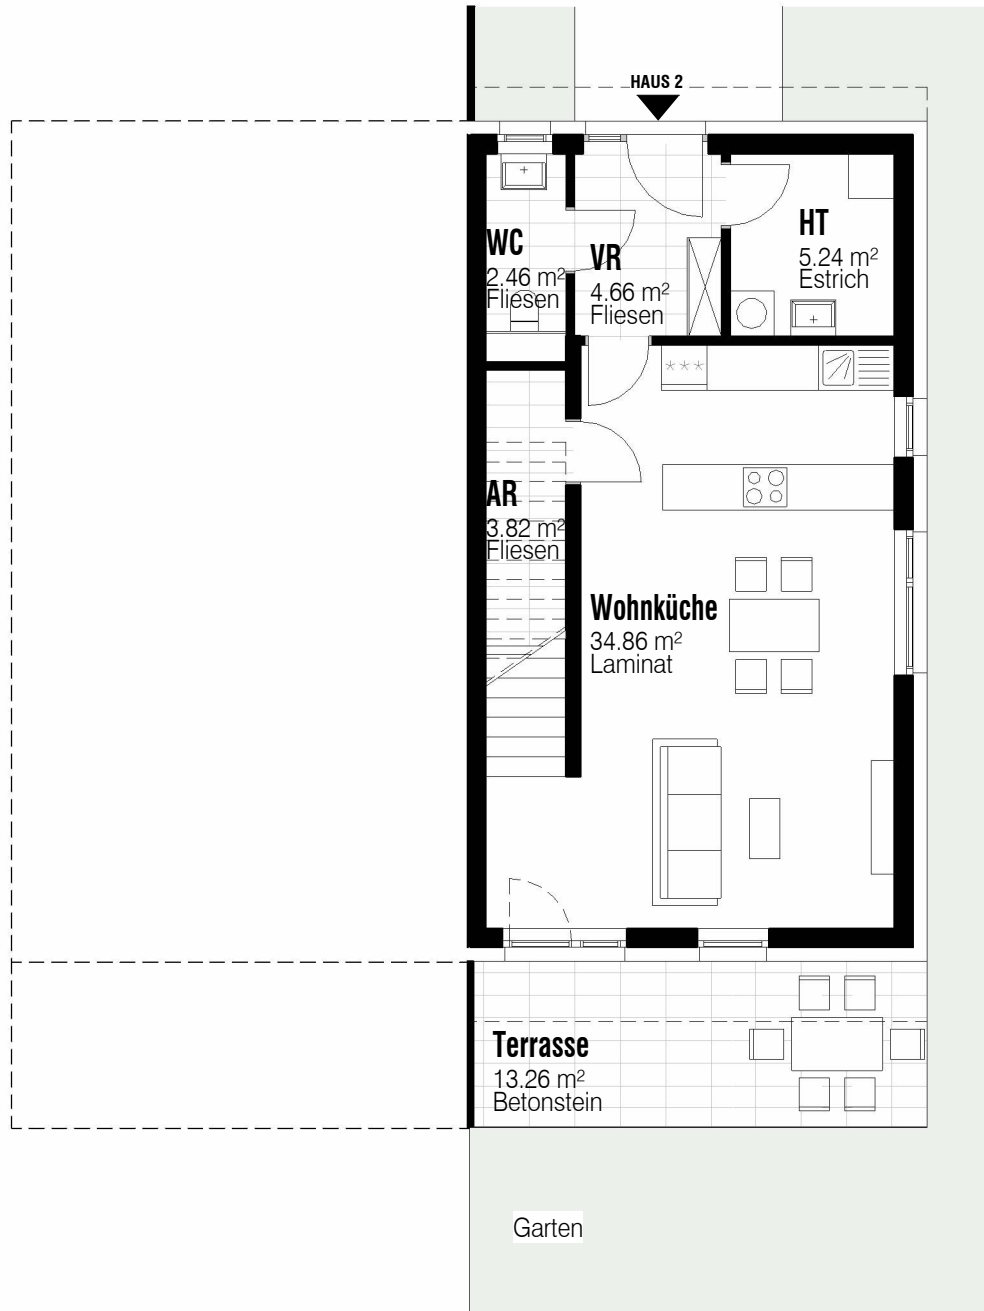 HAUS 2
WC
2.46 m²
Fliesen
VR
4.66 m²
Fliesen
HT
5.24 m²
Estrich
AR
3.82 m²
Fliesen
Wohnküche
34.86 m²
Laminat
Terrasse
13.26 m²
Betonstein
Garten